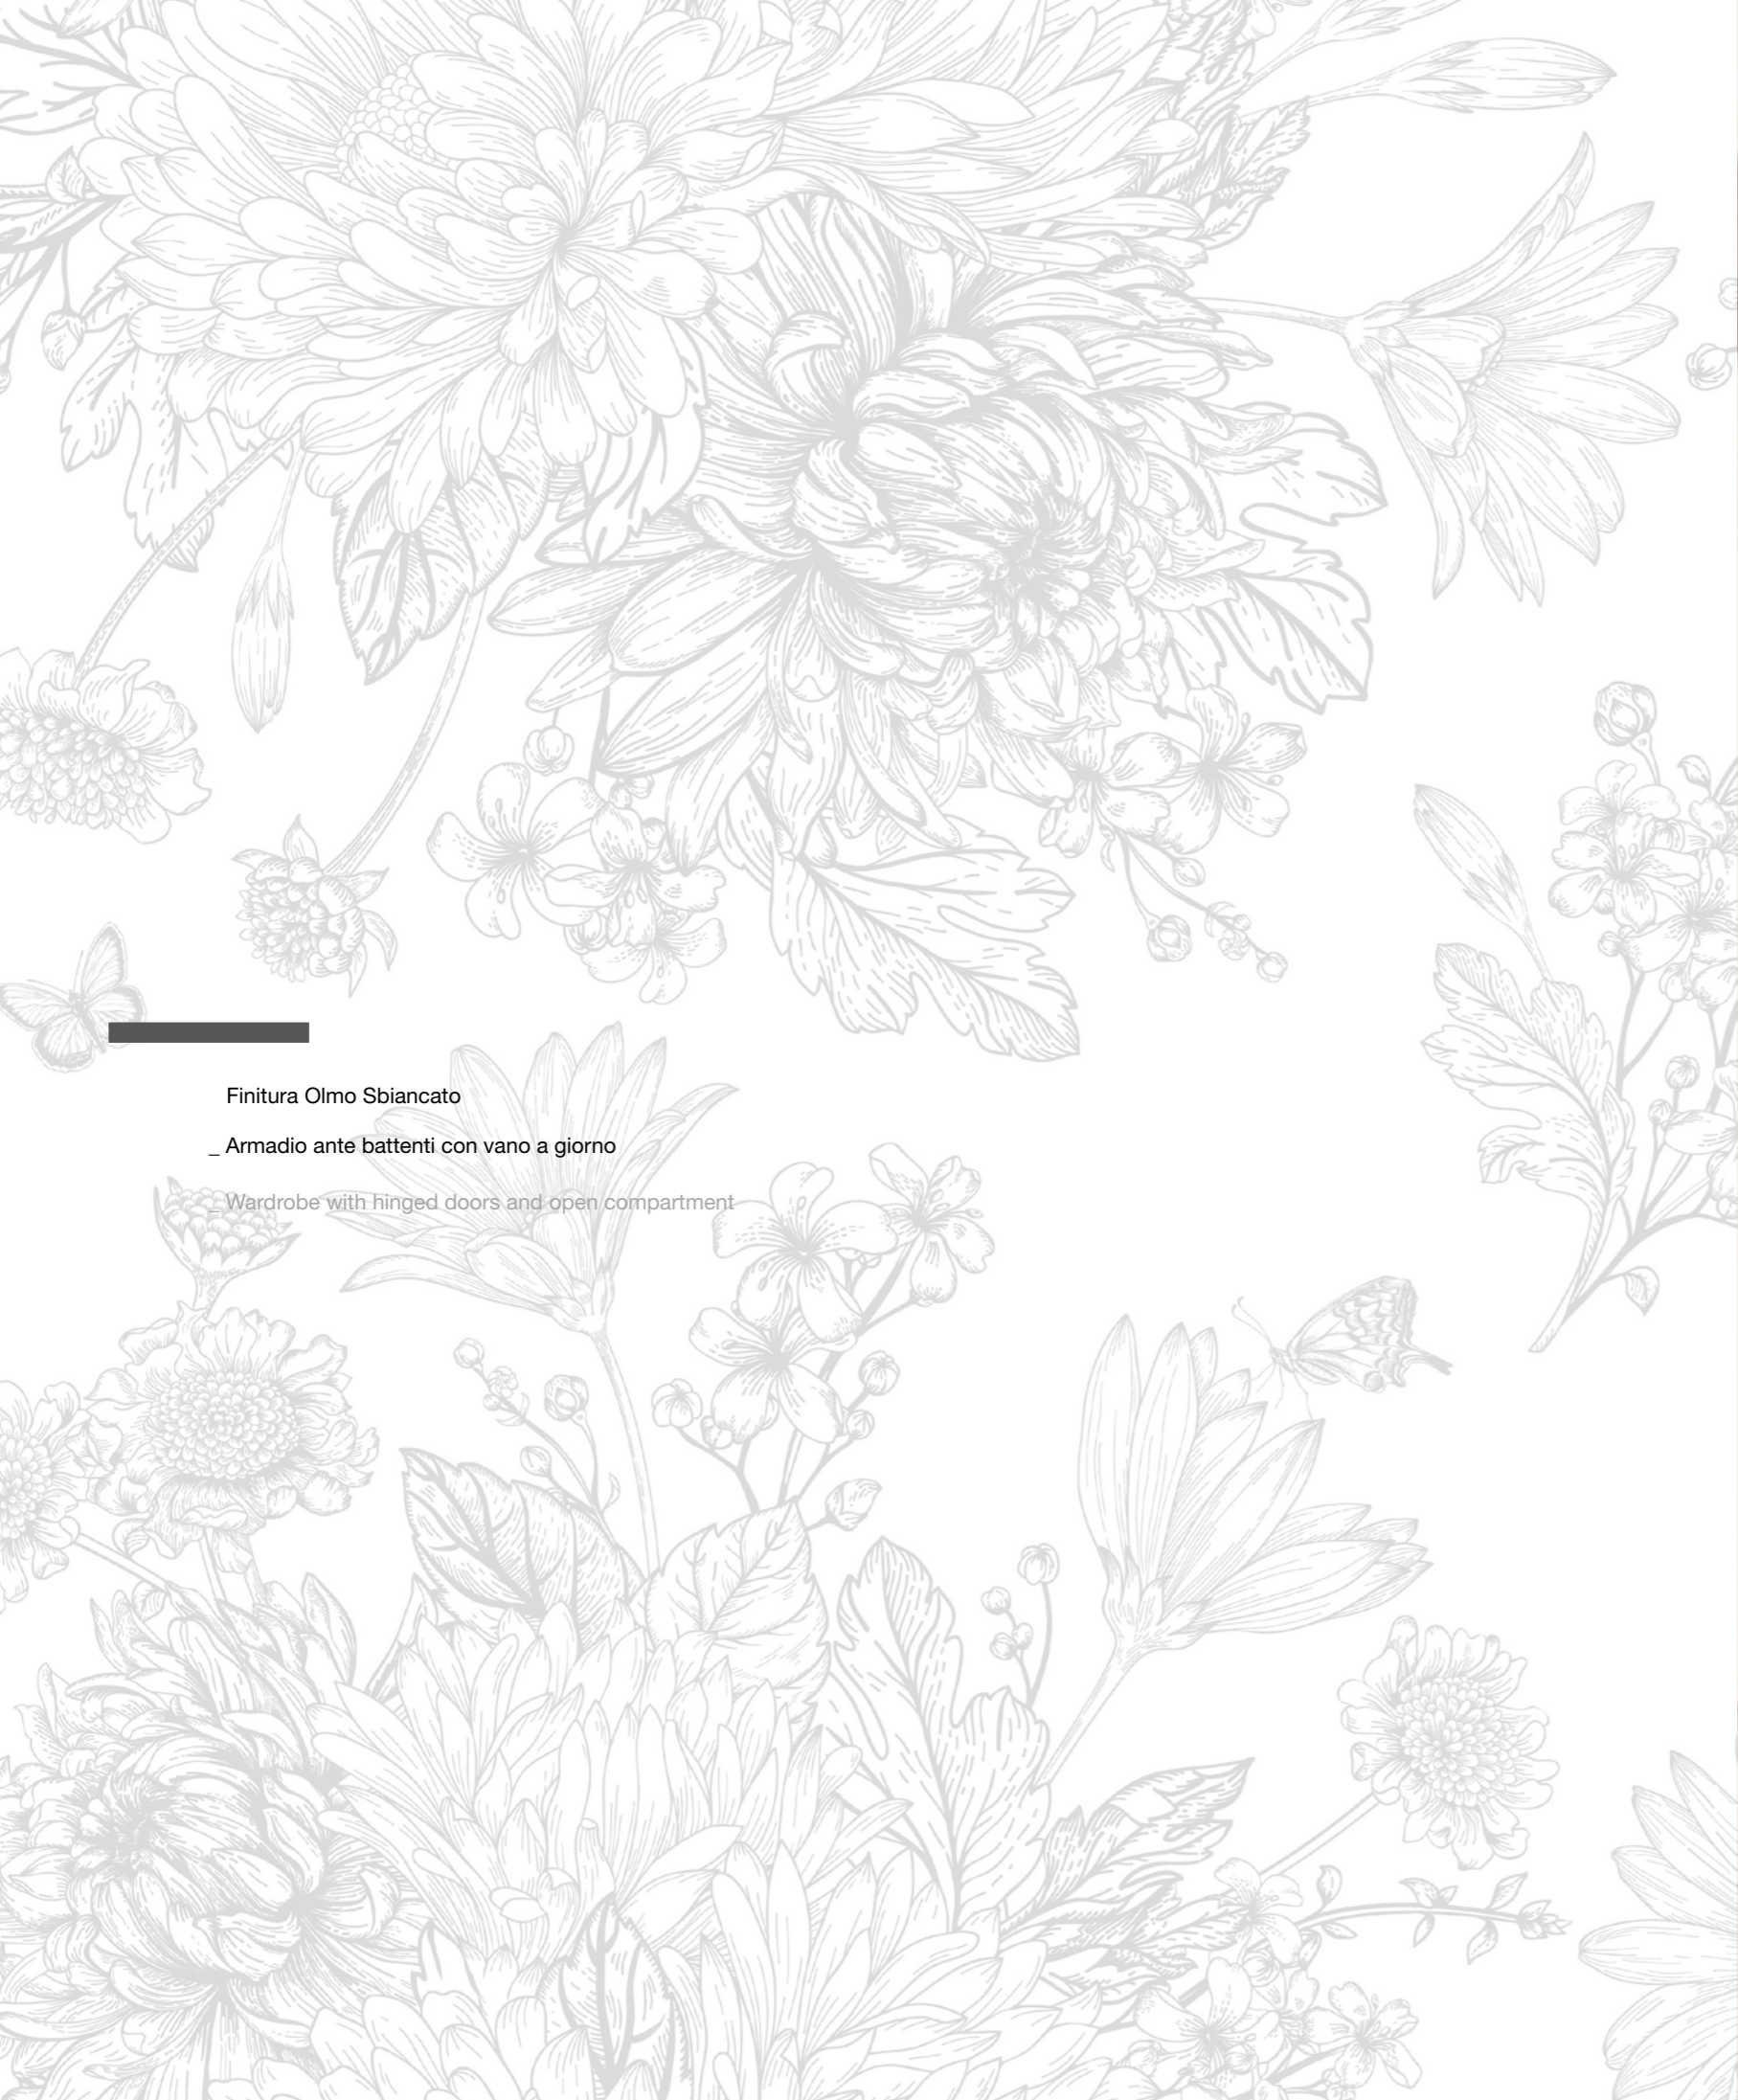 Finitura Olmo Sbiancato
_ Armadio ante battenti con vano a giorno
_ Wardrobe with hinged doors and open compartment